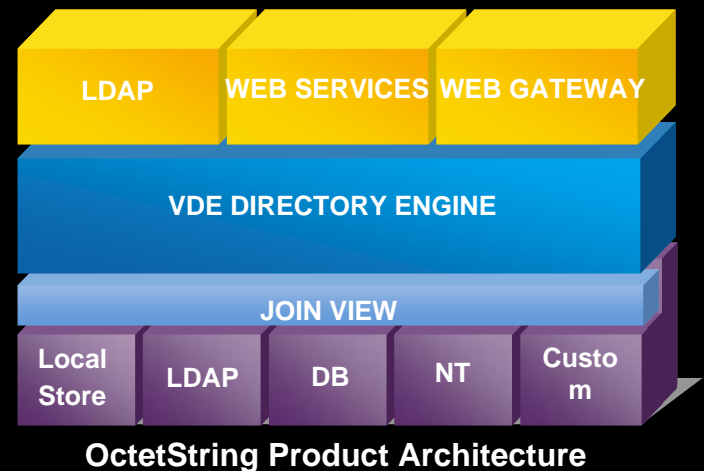 LDAP
WEB SERVICES
WEB GATEWAY
VDE DIRECTORY ENGINE
JOIN VIEW
Local
Store
LDAP
DB
NT
Custo
m
OctetString Product Architecture